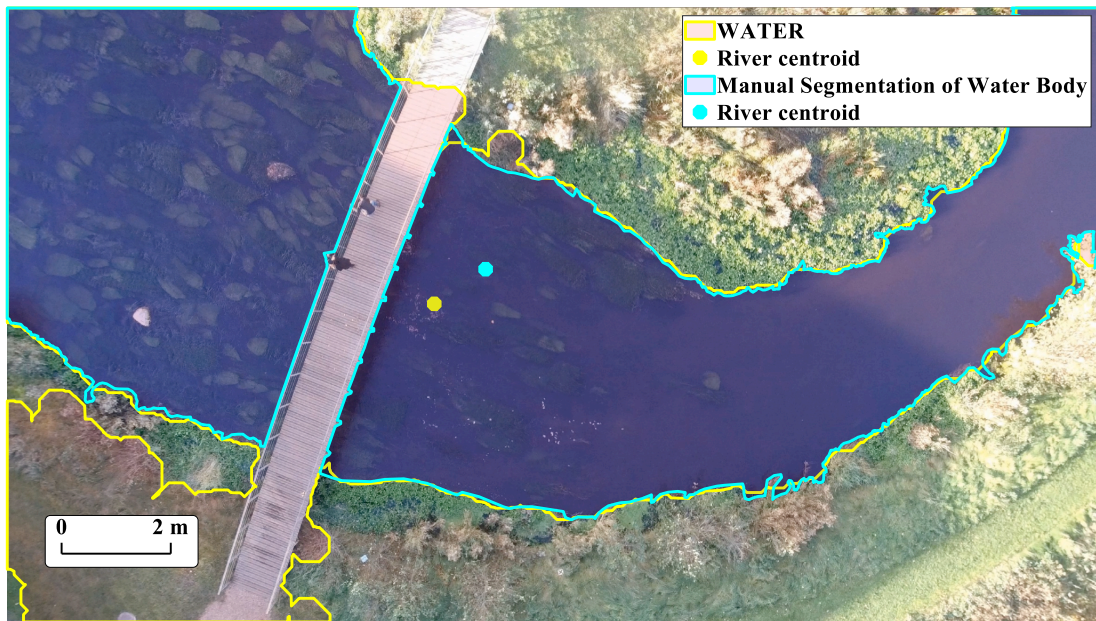 WATER
River centroid
Manual Segmentation of Water Body
River centroid
0 2 m